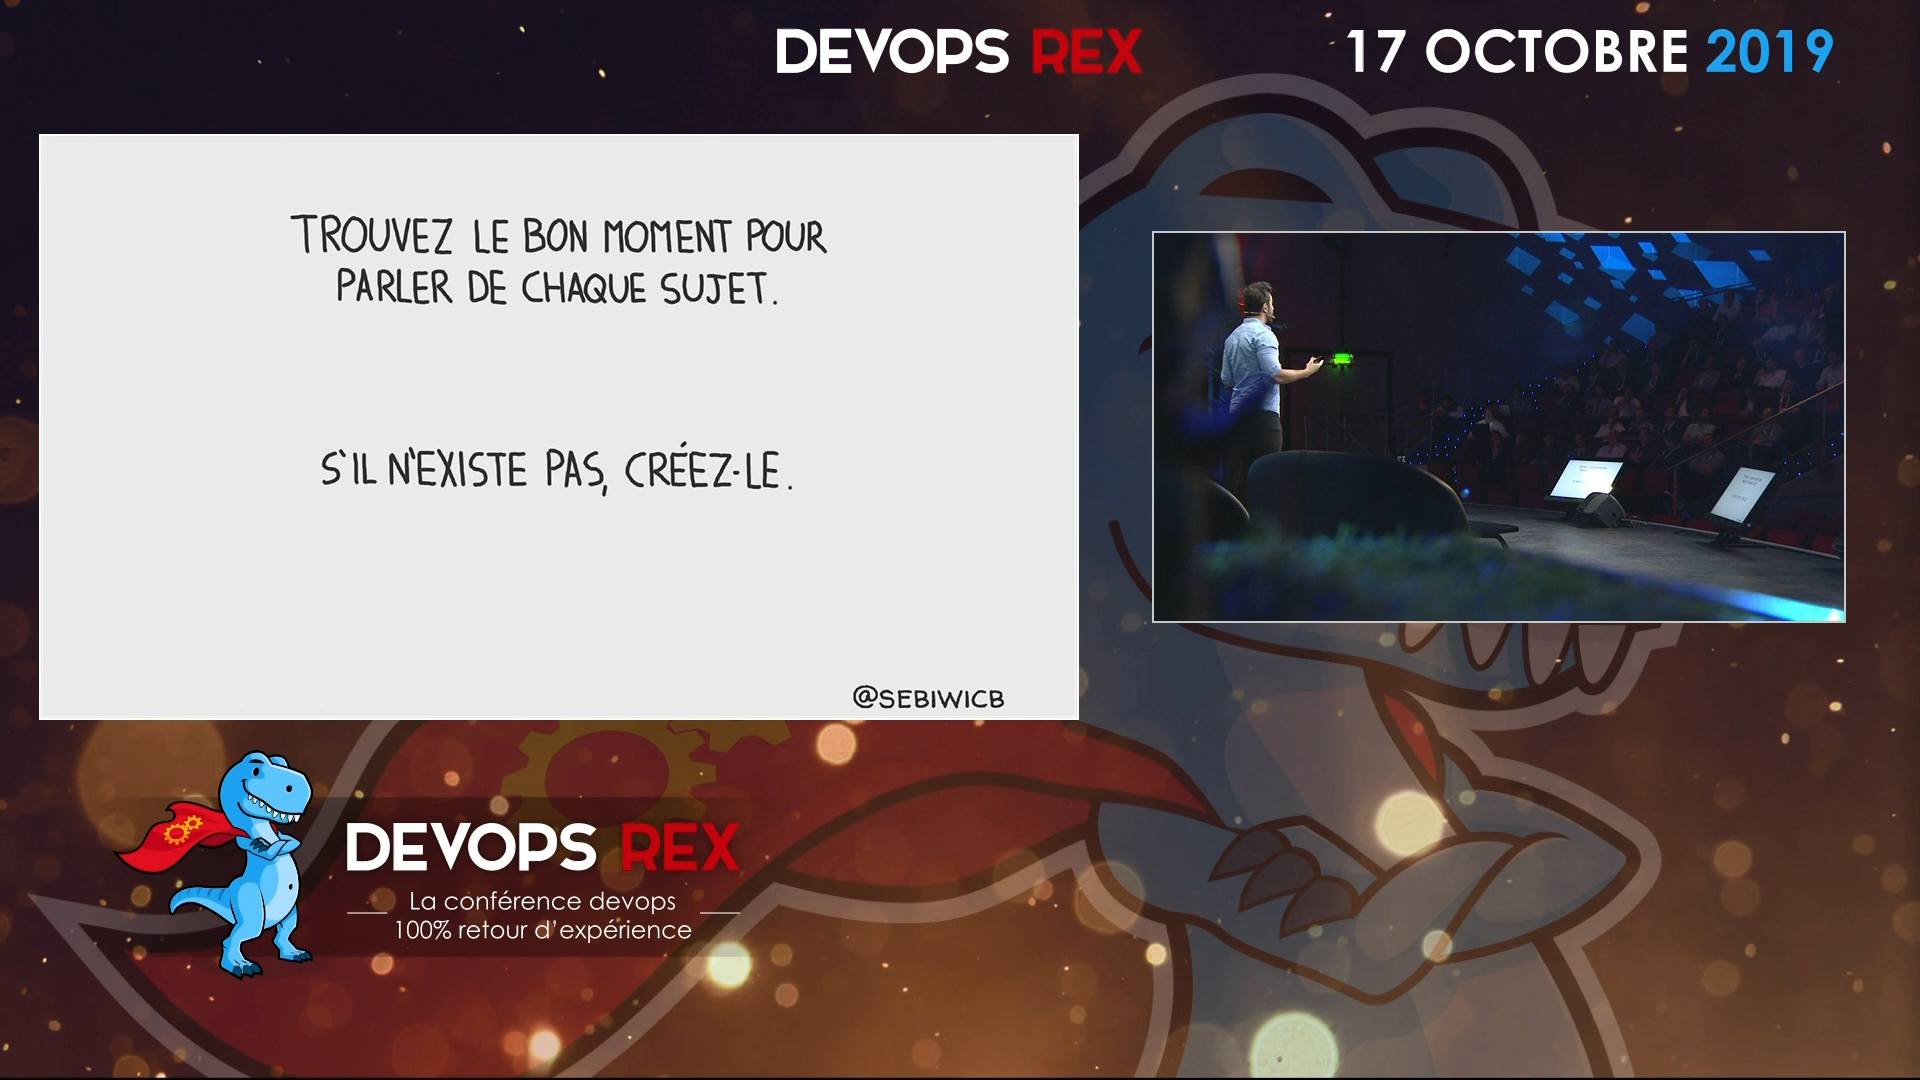 DEVOPS REX
17 OCTOBRE 2019
TROUVEZ LE BON MOMENT POUR
PARLER DE CHAQUE SUJET.
S'IL N'EXISTE PAS, CRÉEZ-LE.
@SEBIWICB
DEVOPS REX
La conférence devops
100% retour d'expérience